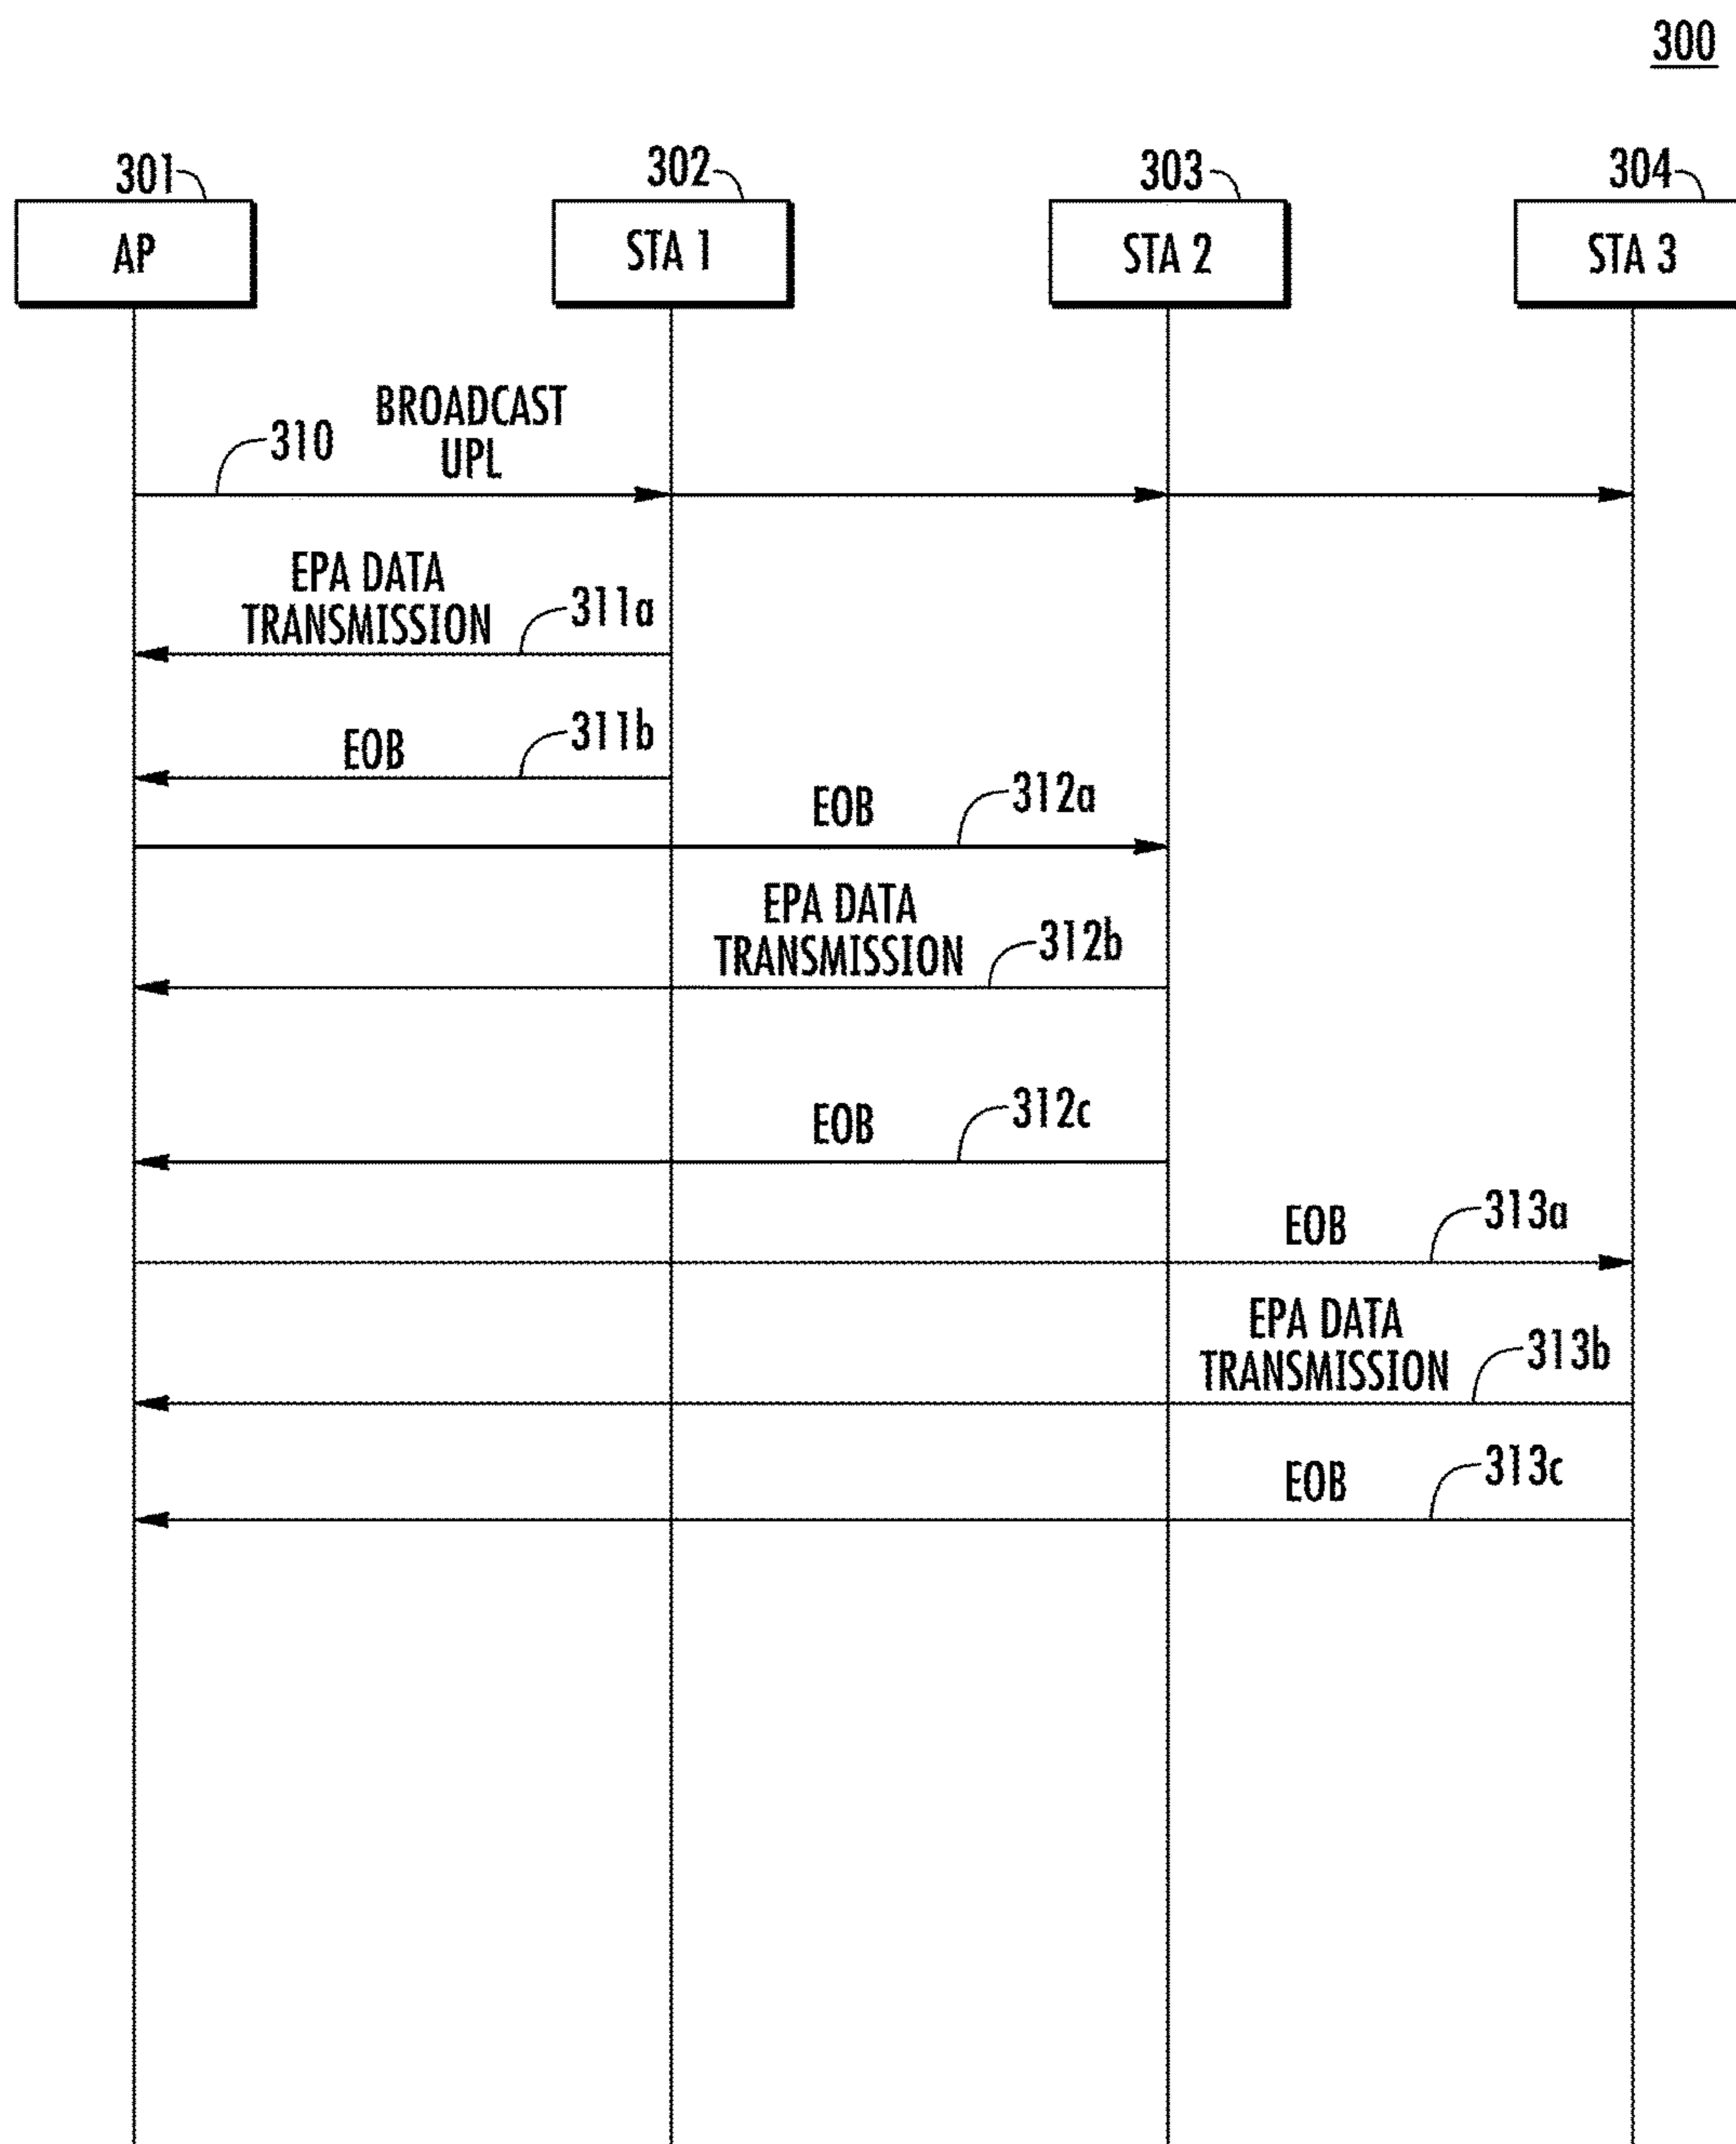 300
301
302
303
304
AP
STA 1
STA 2
STA 3
BROADCAST
UPL
310
EPA DATA
TRANSMISSION
311a
EOB
311b
EOB
312a
EPA DATA
TRANSMISSION
312b
EOB
312c
EOB
313a
EPA DATA
TRANSMISSION
313b
EOB
313c